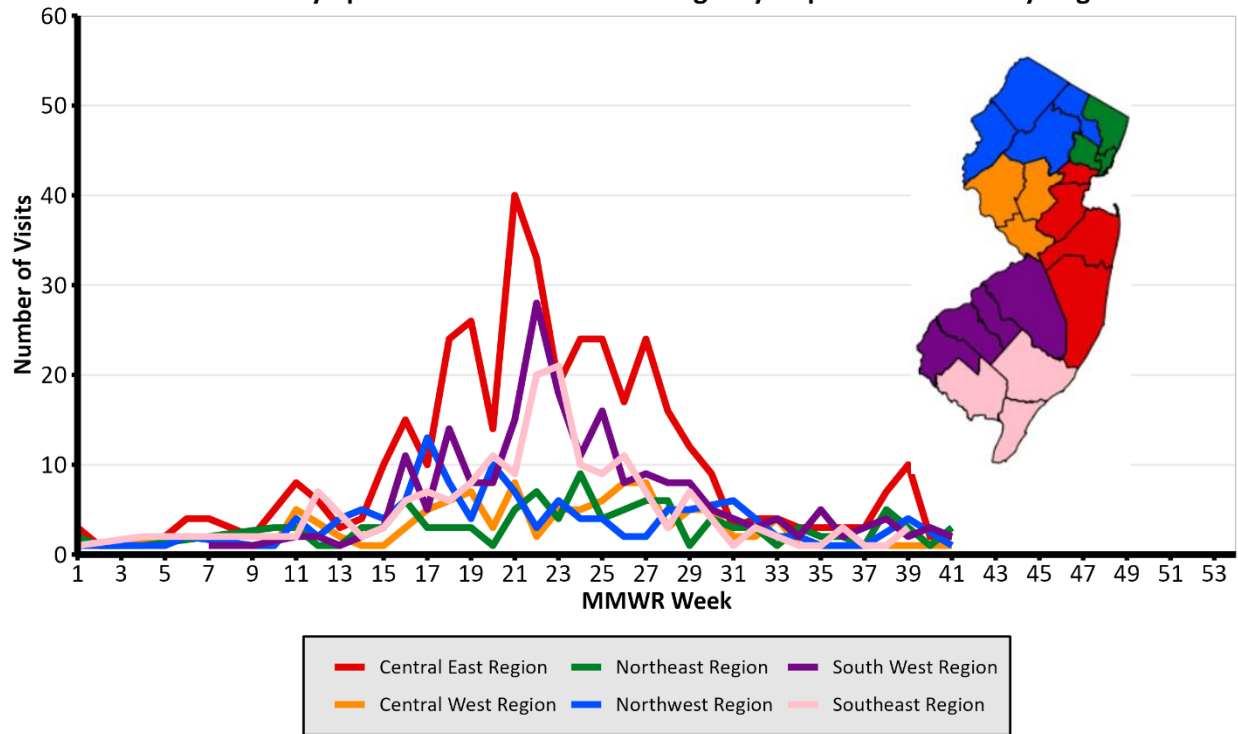 60
50
40
30
20
10
0
Number of Visits
1 3 5 7 9 11 13 15 17 19 21 23 25 27 29 31 33 35 37 39 41 43 45 47 49 51 53
MMWR Week
Central East Region Northeast Region South West Region
Central West Region Northwest Region Southeast Region